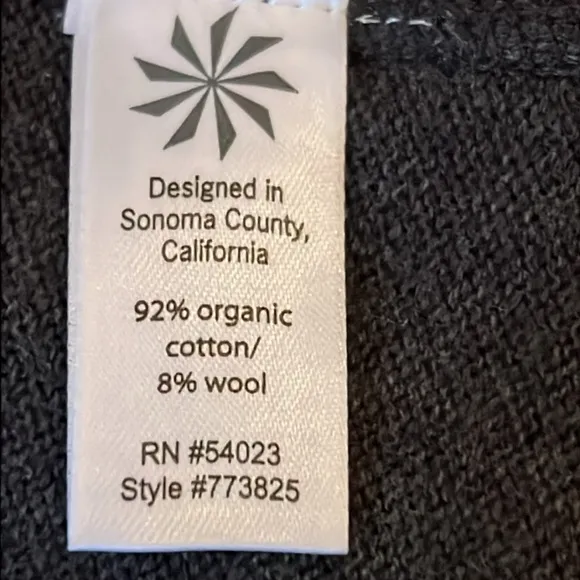 Designed in
Sonoma County,
California
92% organic
cotton/
8% wool
RN #54023
Style #773825